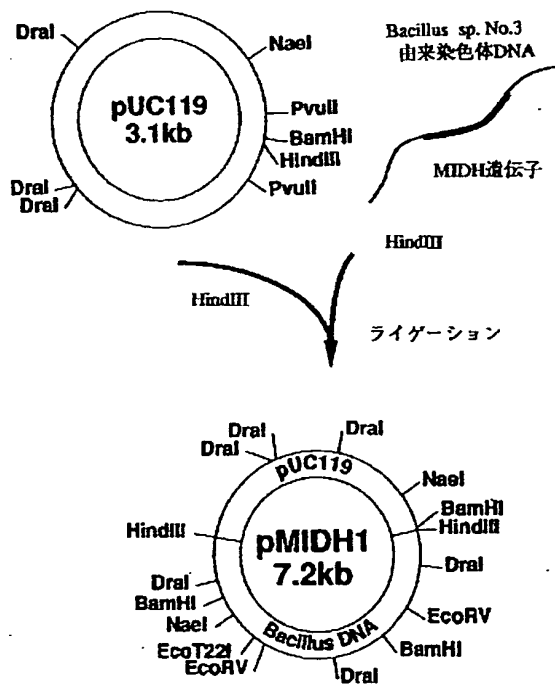 DraI
NaeI
pUC119
3.1kb
PvuII
BamHI
HindIII
PvuII
DraI
DraI
Bacillus sp. No.3
由来染色体DNA
MIDH遺伝子
HindIII
HindIII
ライゲーション
DraI
DraI
DraI
pUC119
NaeI
BamHI
HindIII
HindIII
pMIDH1
7.2kb
DraI
DraI
BamHI
NaeI
EcoRV
EcoT22I
EcoRV
Bacillus DNA
BamHI
DraI